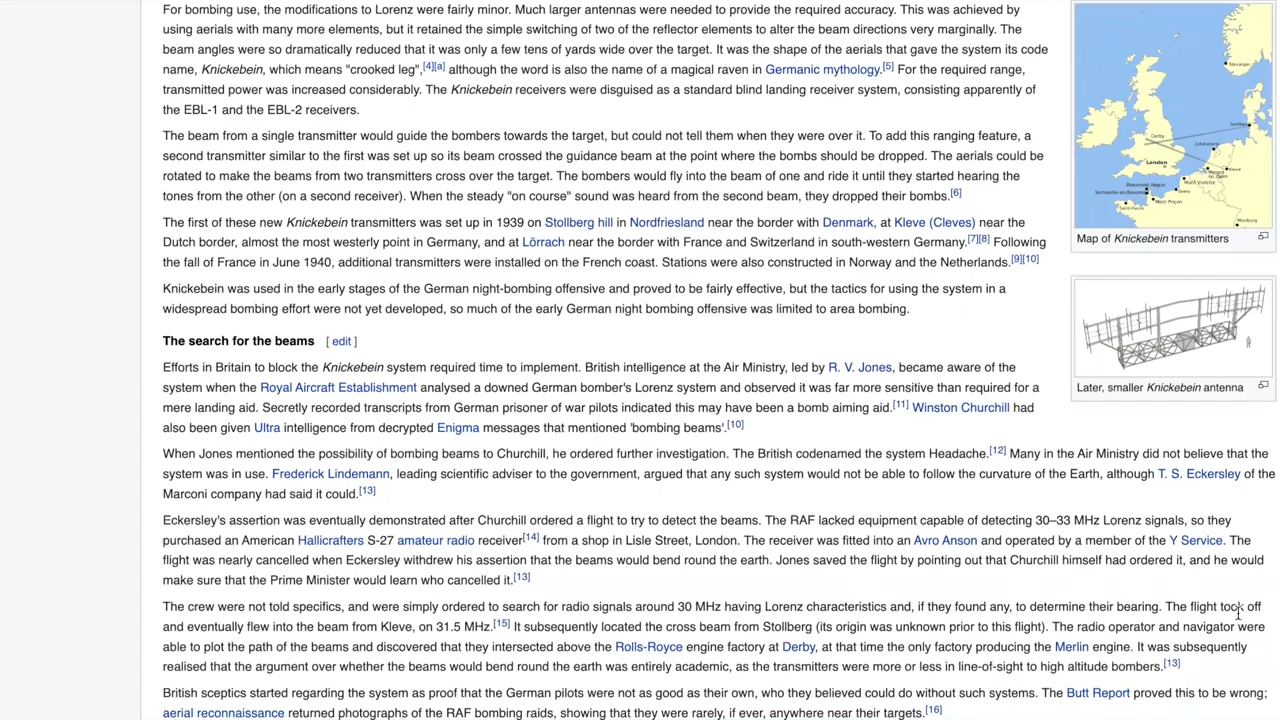 For bombing use, the modifications to Lorenz were fairly minor. Much larger antennas were needed to provide the required accuracy. This was achieved by
using aerials with many more elements, but it retained the simple switching of two of the reflector elements to alter the beam directions very marginally. The
beam angles were so dramatically reduced that it was only a few tens of yards wide over the target. It was the shape of the aerials that gave the system its code
name, Knickebein, which means "crooked leg",[4][a] although the word is also the name of a magical raven in Germanic mythology.[5] For the required range,
transmitted power was increased considerably. The Knickebein receivers were disguised as a standard blind landing receiver system, consisting apparently of
the EBL-1 and the EBL-2 receivers.
The beam from a single transmitter would guide the bombers towards the target, but could not tell them when they were over it. To add this ranging feature, a
second transmitter similar to the first was set up so its beam crossed the guidance beam at the point where the bombs should be dropped. The aerials could be
rotated to make the beams from two transmitters cross over the target. The bombers would fly into the beam of one and ride it until they started hearing the
tones from the other (on a second receiver). When the steady "on course" sound was heard from the second beam, they dropped their bombs.[6]
The first of these new Knickebein transmitters was set up in 1939 on Stollberg hill in Nordfriesland near the border with Denmark, at Kleve (Cleves) near the
Dutch border, almost the most westerly point in Germany, and at Lörrach near the border with France and Switzerland in south-western Germany.[7][8] Following
the fall of France in June 1940, additional transmitters were installed on the French coast. Stations were also constructed in Norway and the Netherlands.[9][10]
Knickebein was used in the early stages of the German night-bombing offensive and proved to be fairly effective, but the tactics for using the system in a
widespread bombing effort were not yet developed, so much of the early German night bombing offensive was limited to area bombing.
Stavanger
Derby
London
Kleve
Mont Pinçon
Map of Knickebein transmitters
Later, smaller Knickebein antenna
The search for the beams [ edit ]
Efforts in Britain to block the Knickebein system required time to implement. British intelligence at the Air Ministry, led by R. V. Jones, became aware of the
system when the Royal Aircraft Establishment analysed a downed German bomber's Lorenz system and observed it was far more sensitive than required for a
mere landing aid. Secretly recorded transcripts from German prisoner of war pilots indicated this may have been a bomb aiming aid.[11] Winston Churchill had
also been given Ultra intelligence from decrypted Enigma messages that mentioned 'bombing beams'.[10]
When Jones mentioned the possibility of bombing beams to Churchill, he ordered further investigation. The British codenamed the system Headache.[12] Many in the Air Ministry did not believe that the
system was in use. Frederick Lindemann, leading scientific adviser to the government, argued that any such system would not be able to follow the curvature of the Earth, although T. S. Eckersley of the
Marconi company had said it could.[13]
Eckersley's assertion was eventually demonstrated after Churchill ordered a flight to try to detect the beams. The RAF lacked equipment capable of detecting 30–33 MHz Lorenz signals, so they
purchased an American Hallicrafters S-27 amateur radio receiver[14] from a shop in Lisle Street, London. The receiver was fitted into an Avro Anson and operated by a member of the Y Service. The
flight was nearly cancelled when Eckersley withdrew his assertion that the beams would bend round the earth. Jones saved the flight by pointing out that Churchill himself had ordered it, and he would
make sure that the Prime Minister would learn who cancelled it.[13]
The crew were not told specifics, and were simply ordered to search for radio signals around 30 MHz having Lorenz characteristics and, if they found any, to determine their bearing. The flight took off
and eventually flew into the beam from Kleve, on 31.5 MHz.[15] It subsequently located the cross beam from Stollberg (its origin was unknown prior to this flight). The radio operator and navigator were
able to plot the path of the beams and discovered that they intersected above the Rolls-Royce engine factory at Derby, at that time the only factory producing the Merlin engine. It was subsequently
realised that the argument over whether the beams would bend round the earth was entirely academic, as the transmitters were more or less in line-of-sight to high altitude bombers.[13]
British sceptics started regarding the system as proof that the German pilots were not as good as their own, who they believed could do without such systems. The Butt Report proved this to be wrong;
aerial reconnaissance returned photographs of the RAF bombing raids, showing that they were rarely, if ever, anywhere near their targets.[16]